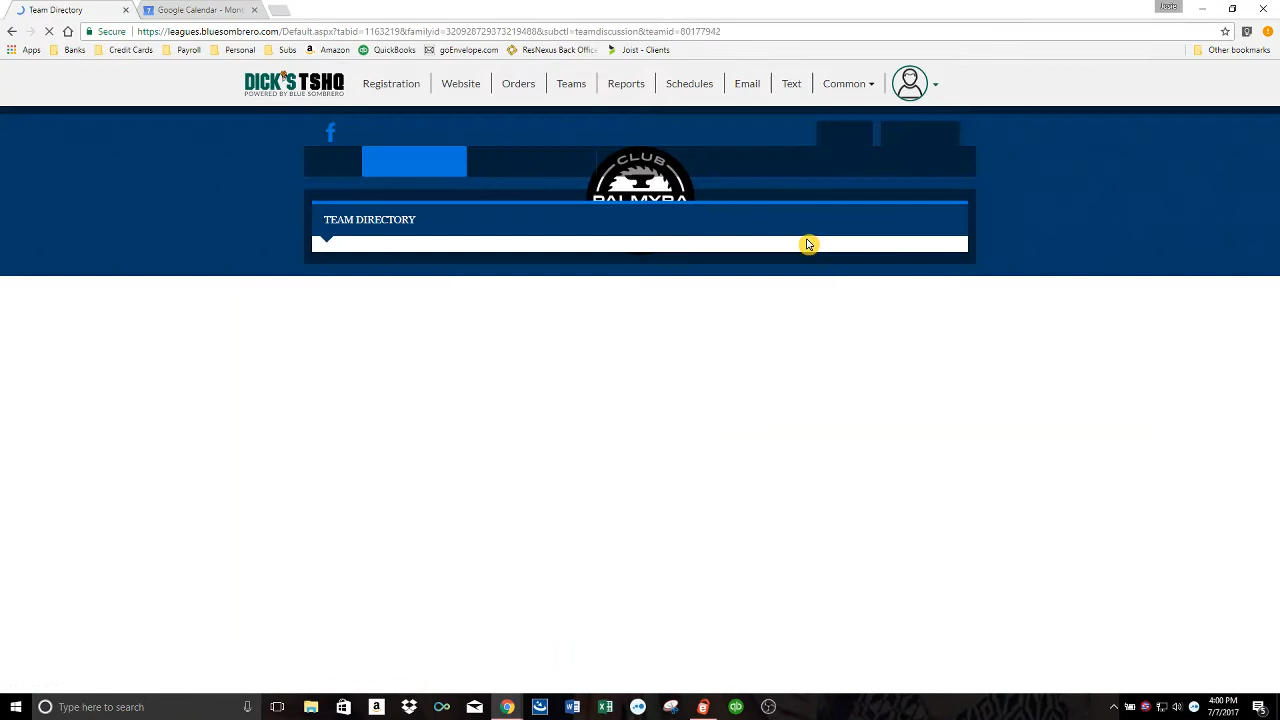 Team Directory
Google Calendar - Mont
Secure
https://leagues.bluesombrero.com/Default.aspx?tabid=1163219&familyid=320928729373219488&subctl=teamdiscussion&teamid=80177942
Apps
Banks
Credit Cards
Payroll
Personal
Subs
Amazon
QuickBooks
goEnvelope.com
ResNexus Back Office
Joist - Clients
Other bookmarks
DICK'S TSHQ
POWERED BY BLUE SOMBRERO
Registration
Website
Orders
Teams
Reports
Schedules
Email
Text
Common
CLUB
PALMYRA
TEAM DIRECTORY
Type here to search
4:00 PM
7/7/2017